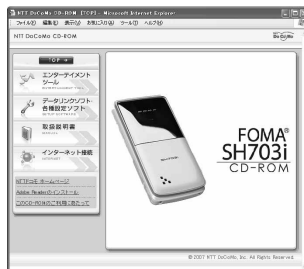 NTT DoCoMo CD-ROM [TOP] - Microsoft Internet Explorer
ファイル(F) 編集(E) 表示(V) お気に入り(A) ツール(T) ヘルプ(H)
NTT DoCoMo CD-ROM
DoCoMo
TOP
エンターテイメント
ツール
データリンクソフト・
各種設定ソフト
取扱説明書
インターネット接続
NTTドコモ ホームページ
Adobe Readerのインストール
このCD-ROMのご利用にあたって
FOMA®
SH703i
CD-ROM
© 2007 NTT DoCoMo, Inc. All Rights Reserved.